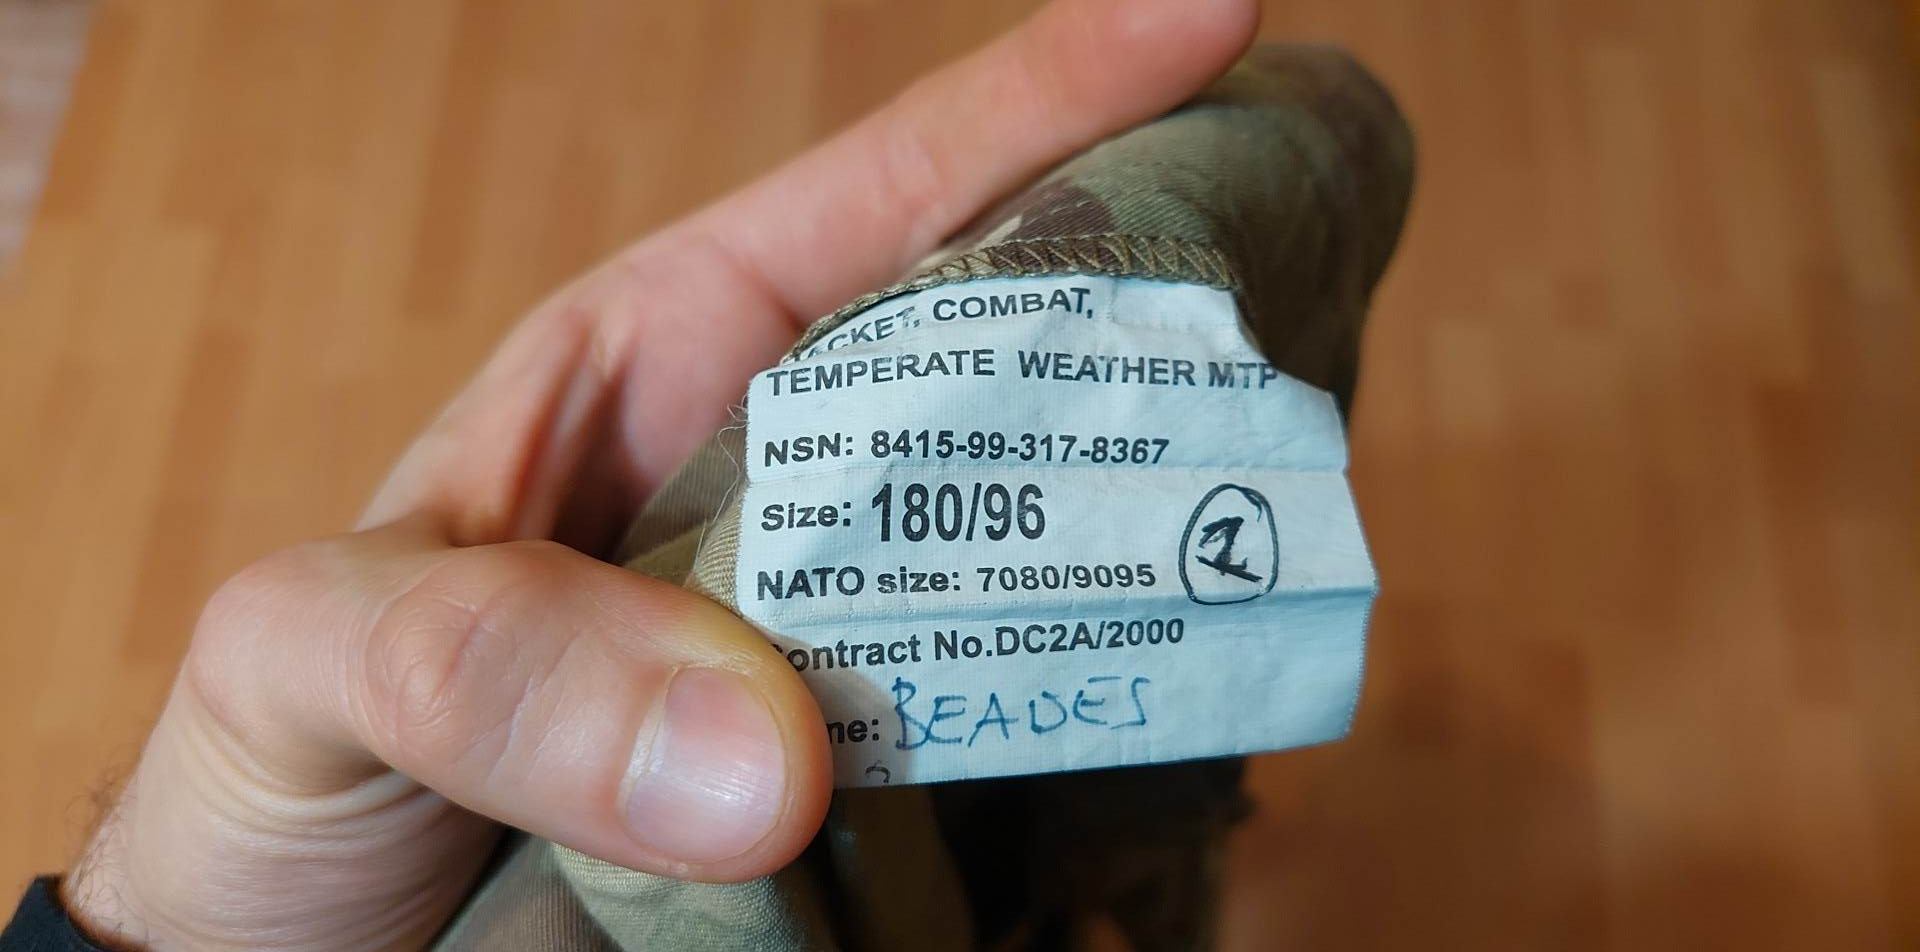 JACKET, COMBAT,
TEMPERATE WEATHER MTP
NSN: 8415-99-317-8367
Size: 180/96
NATO size: 7080/9095
Contract No.DC2A/2000
BEADES